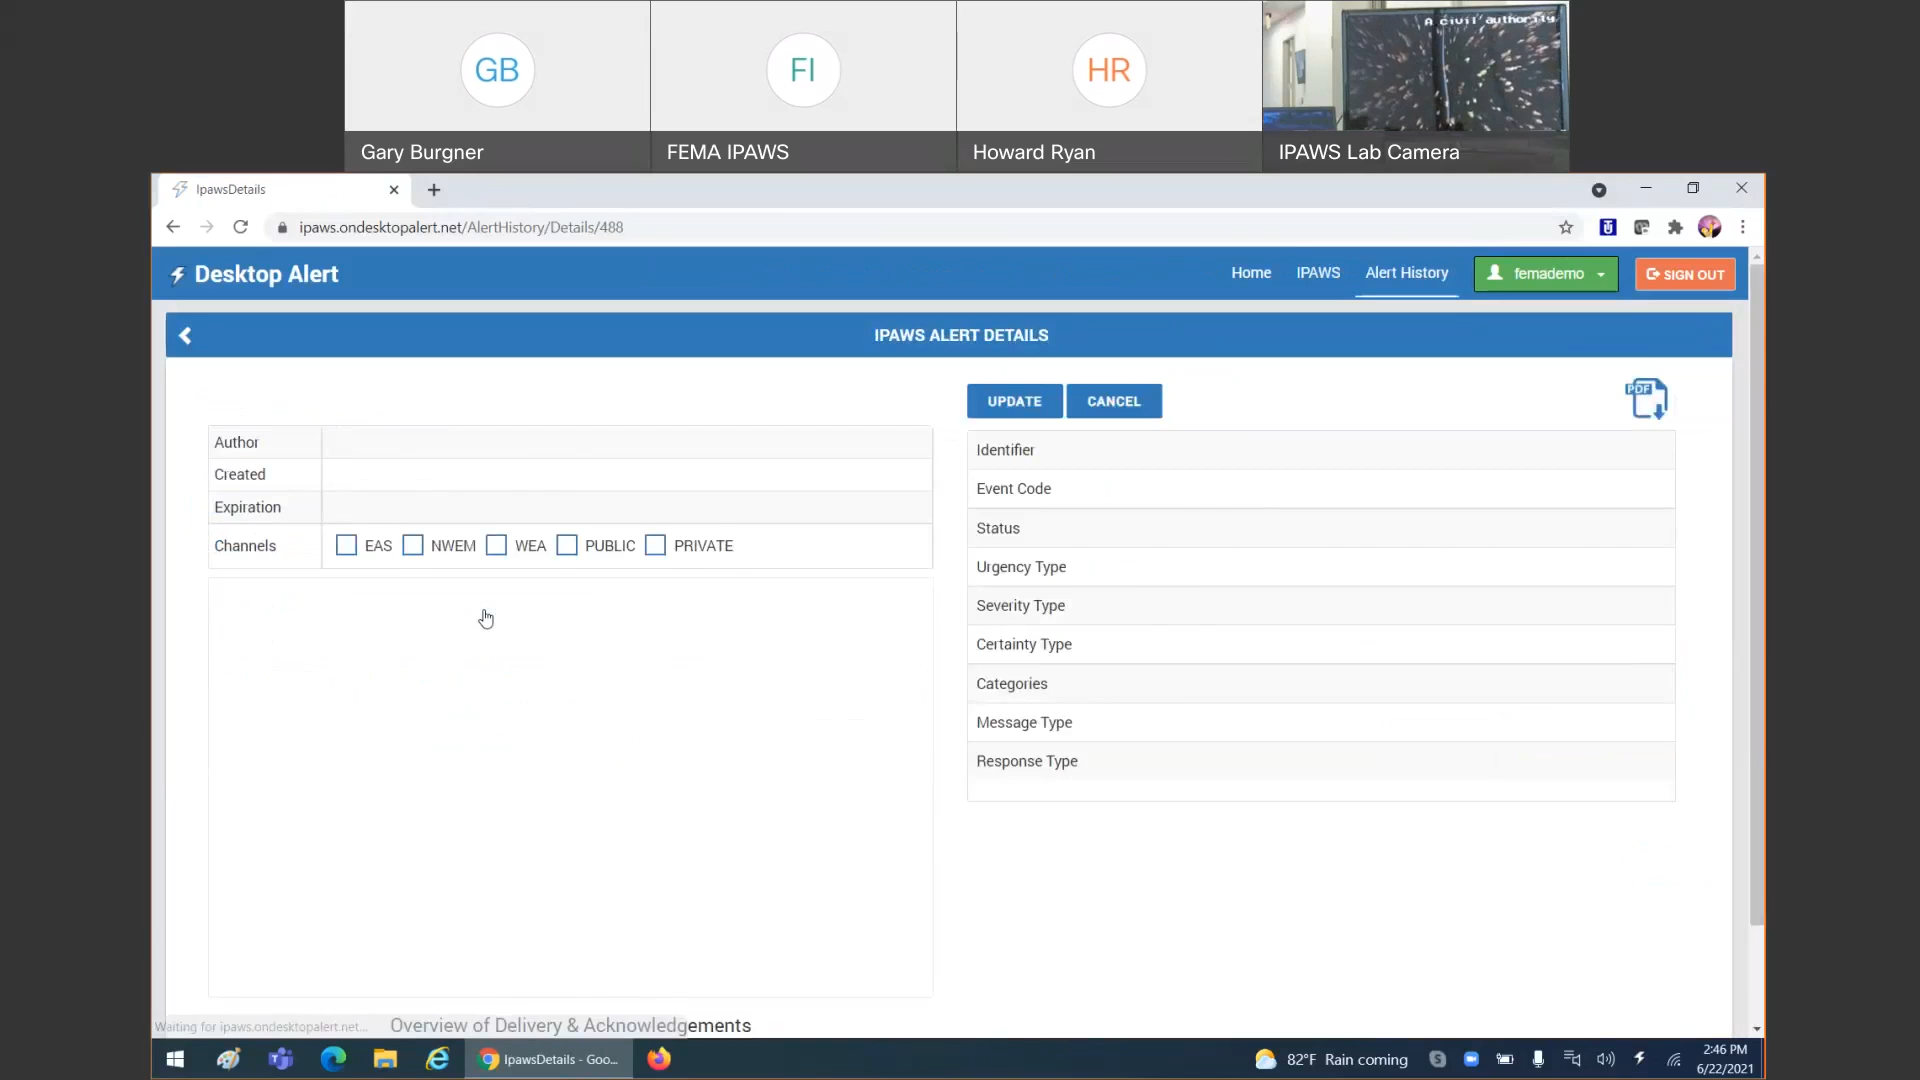 A civil authority
GB
FI
HR
Gary Burgner
FEMA IPAWS
Howard Ryan
IPAWS Lab Camera
IpawsDetails
ipaws.ondesktopalert.net/AlertHistory/Details/488
Desktop Alert
Home
IPAWS
Alert History
femademo
SIGN OUT
IPAWS ALERT DETAILS
UPDATE
CANCEL
PDF
Author
Created
Expiration
Channels
EAS
NWEM
WEA
PUBLIC
PRIVATE
Identifier
Event Code
Status
Urgency Type
Severity Type
Certainty Type
Categories
Message Type
Response Type
Waiting for ipaws.ondesktopalert.net...
Overview of Delivery & Acknowledgements
IpawsDetails - Goo...
82°F Rain coming
2:46 PM
6/22/2021